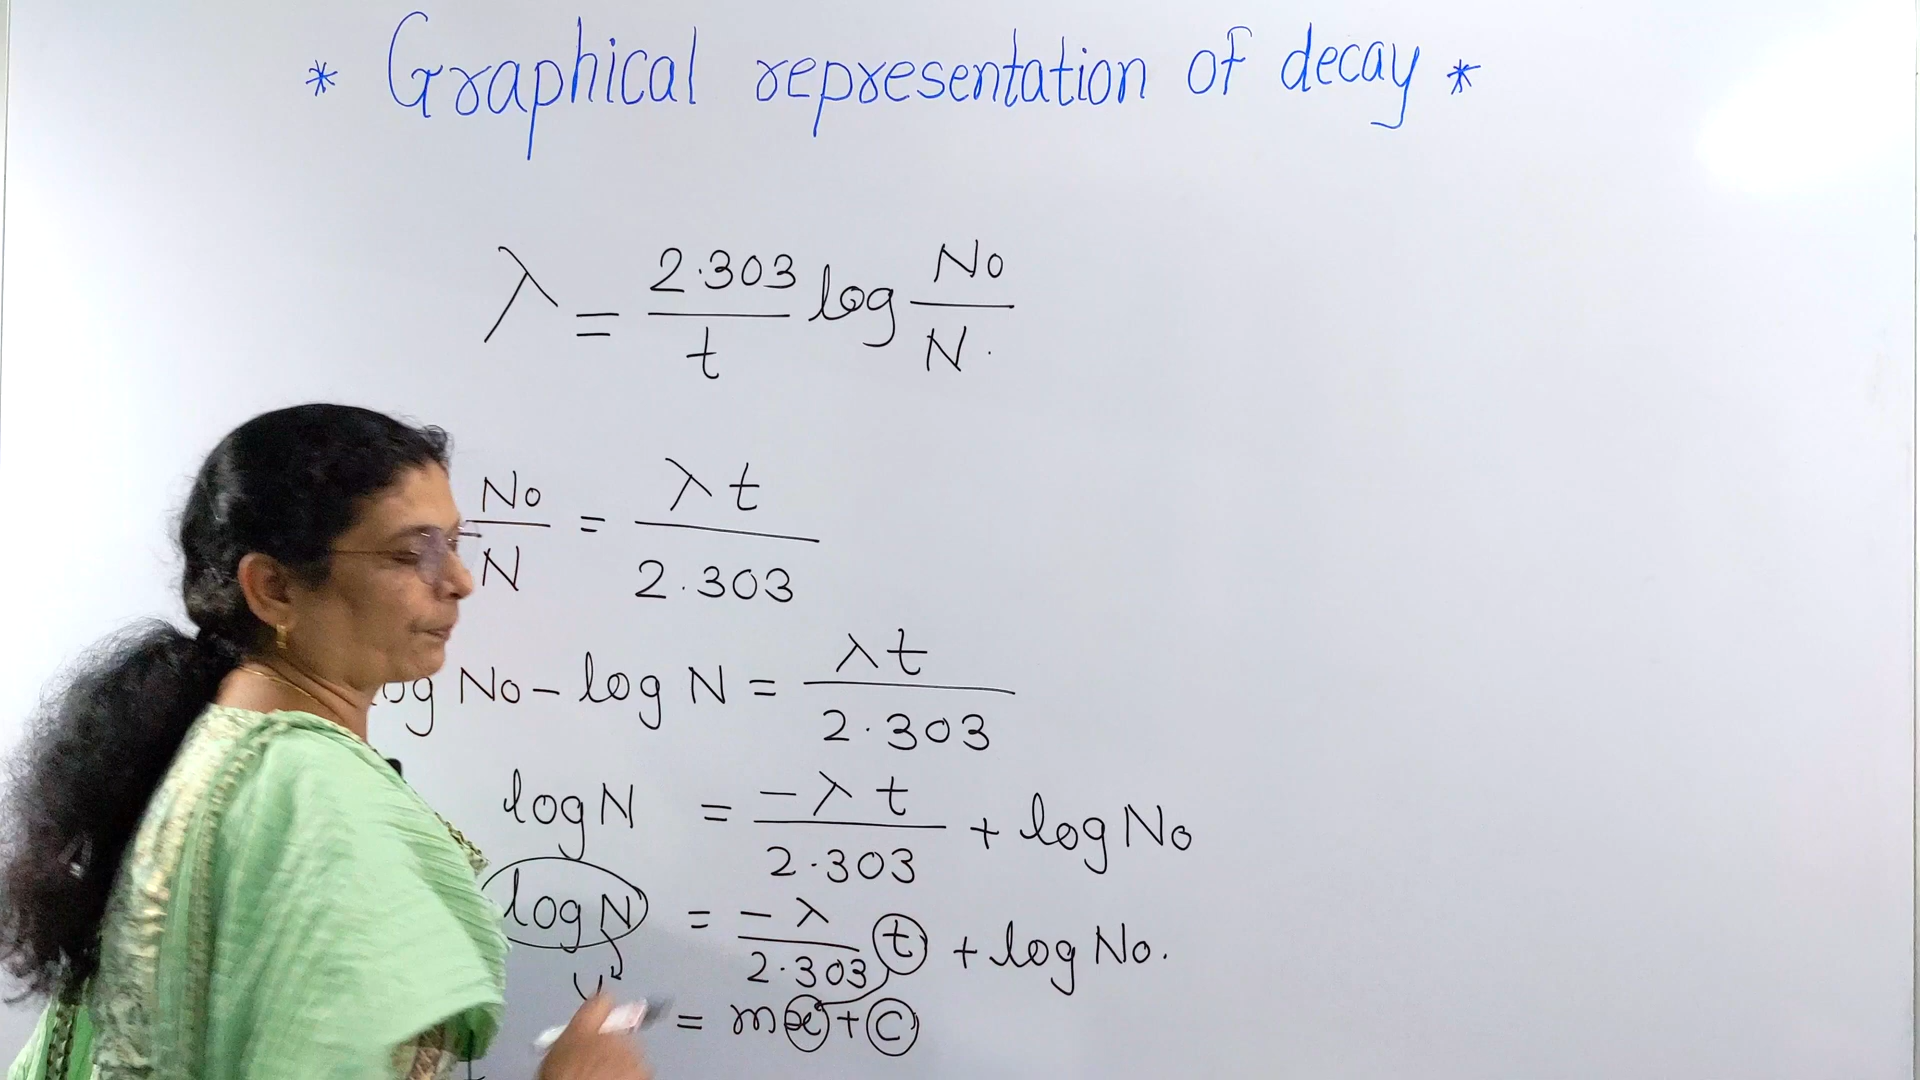 * Graphical representation of decay *
λ = 2.303/t log No/N.
No/N = λt/2.303
log No - log N = λt/2.303
log N = -λt/2.303 + log No
log N = -λ/2.303 t + log No.
y = mx + c